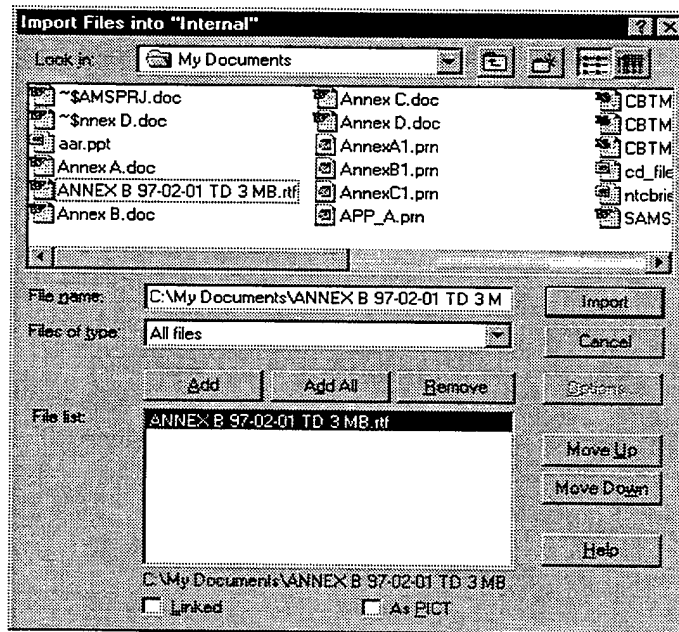 Import Files into "Internal"
Look in: My Documents
~$AMSPRJ.doc Annex C.doc CBTM
~$nnex D.doc Annex D.doc CBTM
aar.ppt AnnexA1.prn CBTM
Annex A.doc AnnexB1.prn cd_file
ANNEX B 97-02-01 TD 3 MB.rtf AnnexC1.prn ntcbrie
Annex B.doc APP_A.prn SAMS
File name: C:\My Documents\ANNEX B 97-02-01 TD 3 M Import
Files of type: All files Cancel
Add Add All Remove Options...
File list: ANNEX B 97-02-01 TD 3 MB.rtf
Move Up
Move Down
Help
C:\My Documents\ANNEX B 97-02-01 TD 3 MB
Linked As PICT